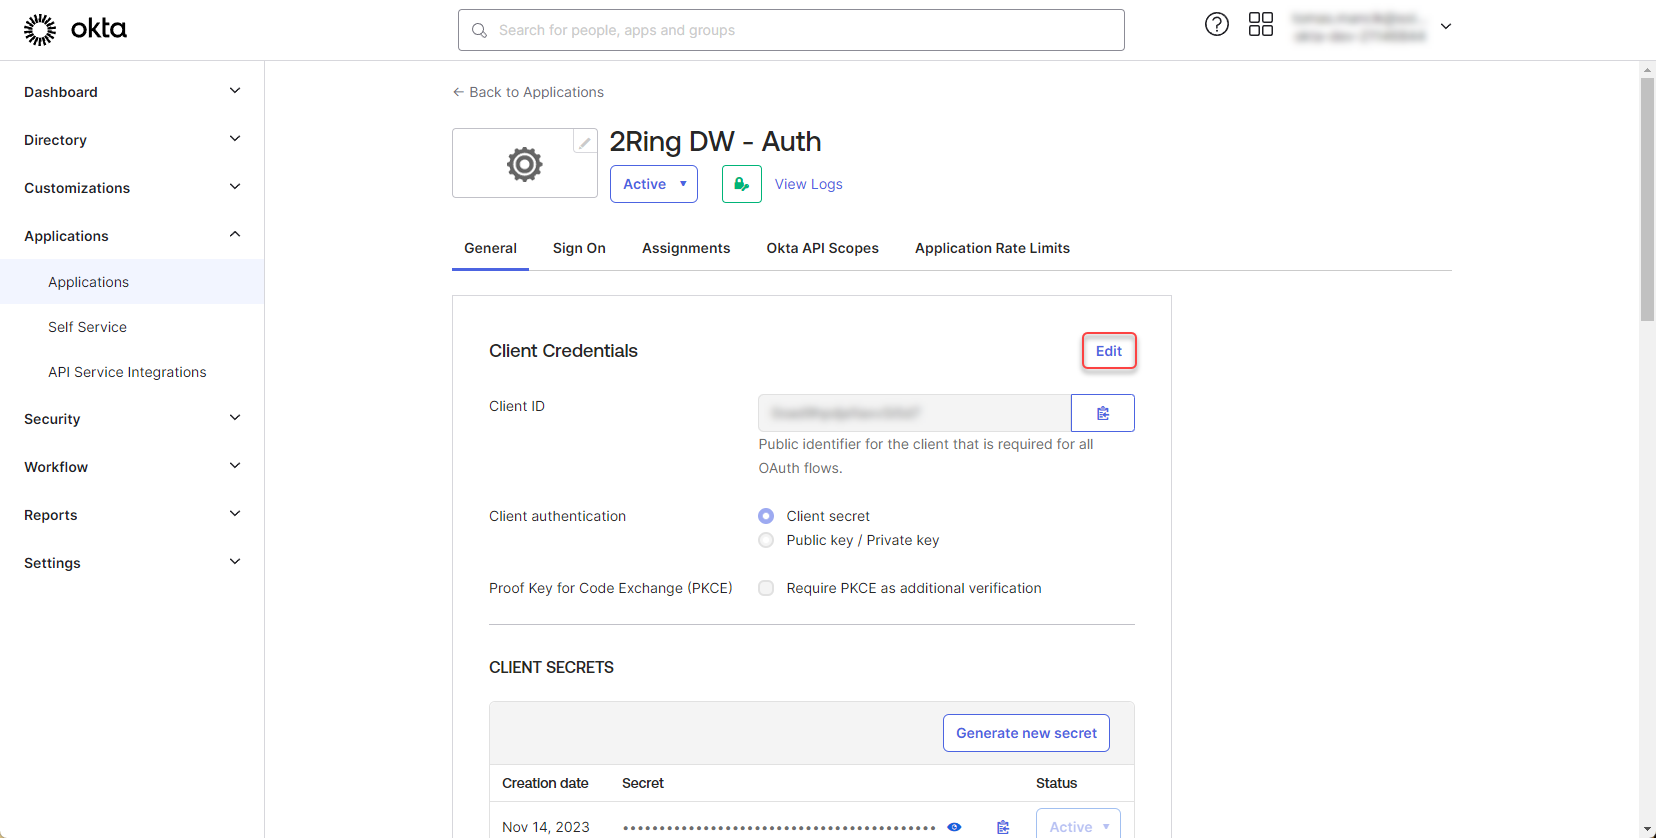 okta
Search for people, apps and groups
Dashboard
Directory
Customizations
Applications
Applications
Self Service
API Service Integrations
Security
Workflow
Reports
Settings
← Back to Applications
2Ring DW - Auth
Active
View Logs
General Sign On Assignments Okta API Scopes Application Rate Limits
Client Credentials
Edit
Client ID
Public identifier for the client that is required for all
OAuth flows.
Client authentication
Client secret
Public key / Private key
Proof Key for Code Exchange (PKCE)
Require PKCE as additional verification
CLIENT SECRETS
Generate new secret
Creation date Secret Status
Nov 14, 2023 •••••••••••••••••••••••••••••••••••••••• Active